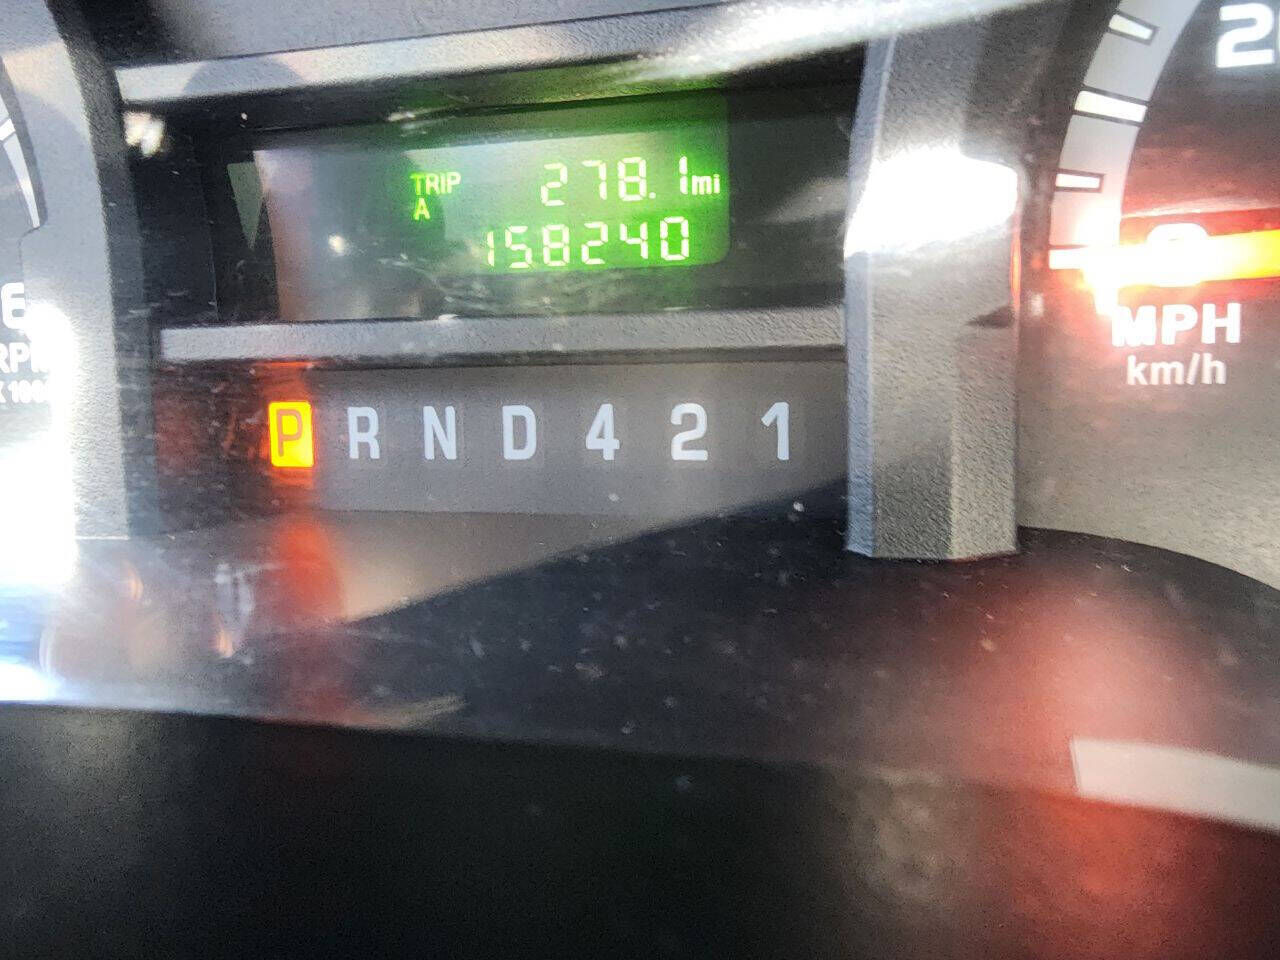 TRIP 278.1mi
A
158240
P R N D 4 2 1
MPH
km/h